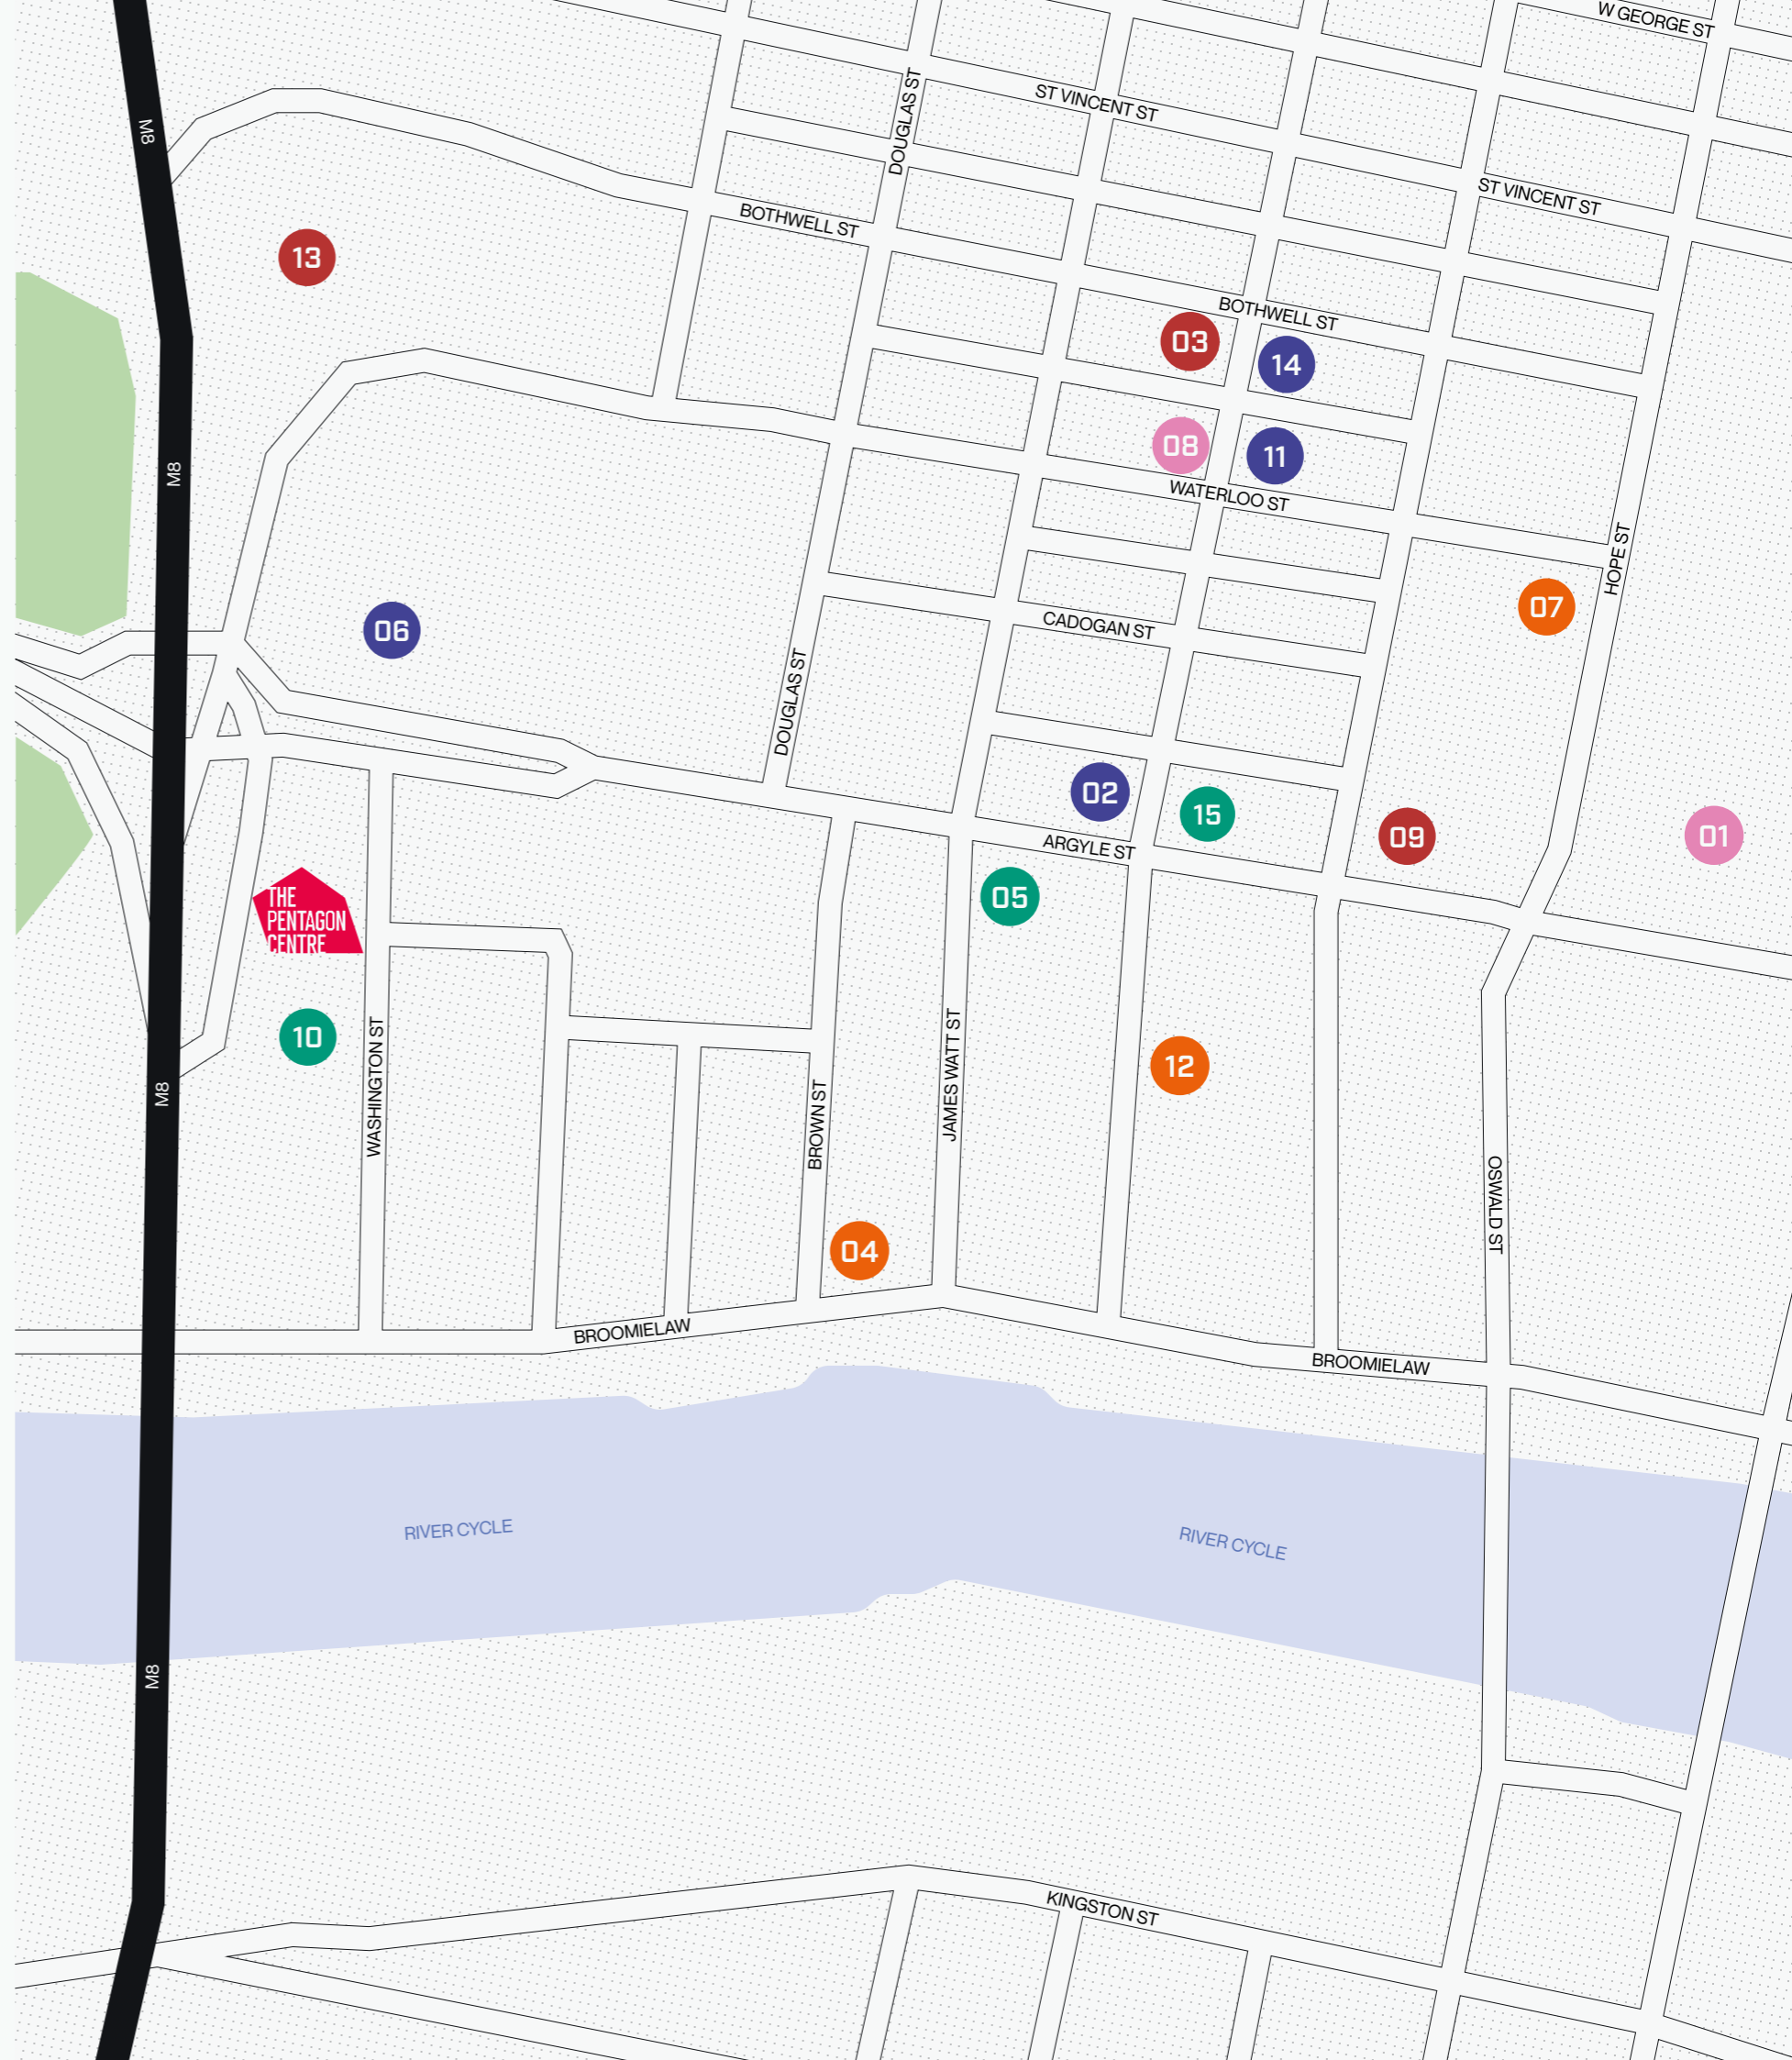 W GEORGE ST
M8
DOUGLAS ST
ST VINCENT ST
ST VINCENT ST
BOTHWELL ST
13
BOTHWELL ST
03
14
08
11
M8
WATERLOO ST
HOPE ST
07
06
CADOGAN ST
DOUGLAS ST
02
15
09
01
ARGYLE ST
05
THE
PENTAGON
CENTRE
10
WASHINGTON ST
JAMES WATT ST
12
M8
BROWN ST
OSWALD ST
04
BROOMIELAW
BROOMIELAW
RIVER CYCLE
RIVER CYCLE
M8
KINGSTON ST